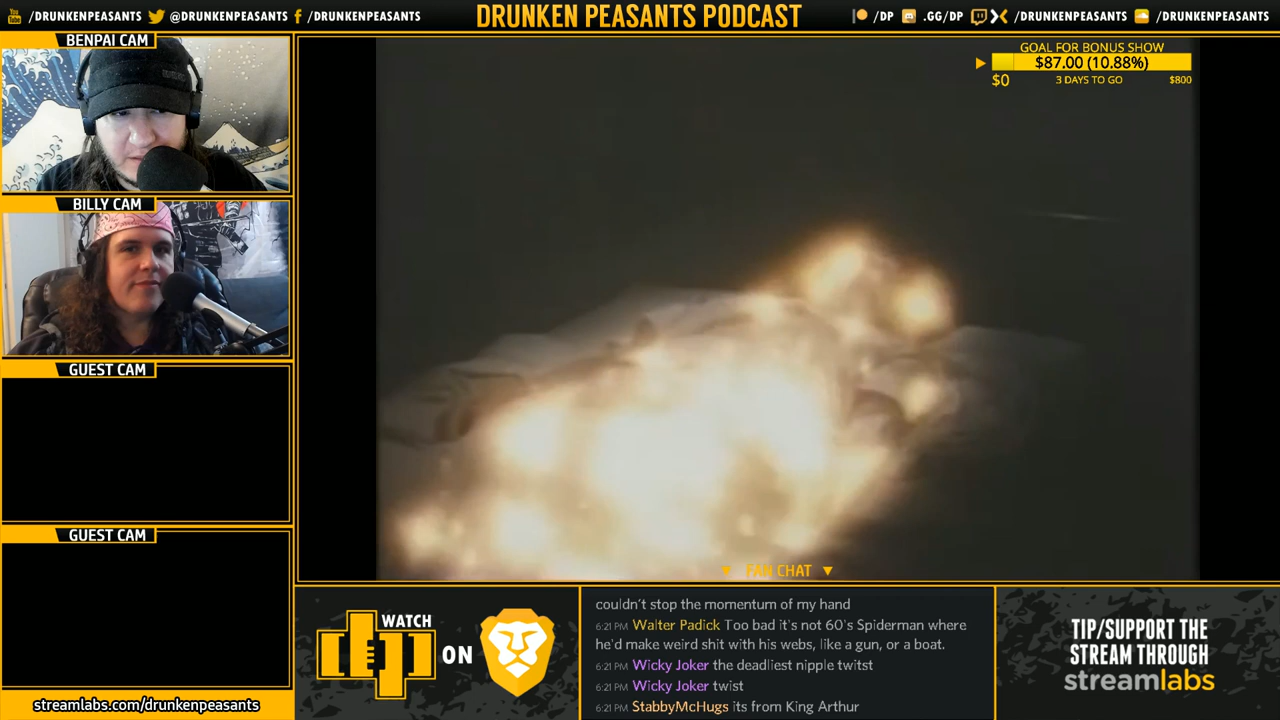 /DRUNKENPEASANTS @DRUNKENPEASANTS /DRUNKENPEASANTS DRUNKEN PEASANTS PODCAST /DP .GG/DP /DRUNKENPEASANTS /DRUNKENPEASANTS
BENPAI CAM
GOAL FOR BONUS SHOW
$87.00 (10.88%)
$0 3 DAYS TO GO $800
BILLY CAM
GUEST CAM
GUEST CAM
FAN CHAT
WATCH
ON
couldn't stop the momentum of my hand
6:21 PM Walter Padick Too bad it's not 60's Spiderman where
he'd make weird shit with his webs, like a gun, or a boat.
6:21 PM Wicky Joker the deadliest nipple twitst
6:21 PM Wicky Joker twist
6:21 PM StabbyMcHugs its from King Arthur
TIP/SUPPORT THE
STREAM THROUGH
streamlabs
streamlabs.com/drunkenpeasants